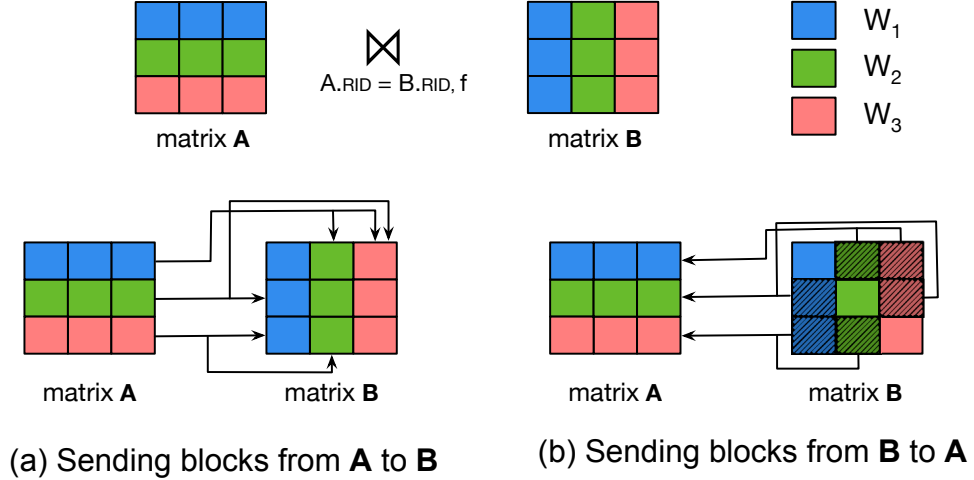 W1
⋈
W2
A.RID = B.RID, f
W3
matrix A
matrix B
matrix A
matrix B
matrix A
matrix B
(a) Sending blocks from A to B
(b) Sending blocks from B to A